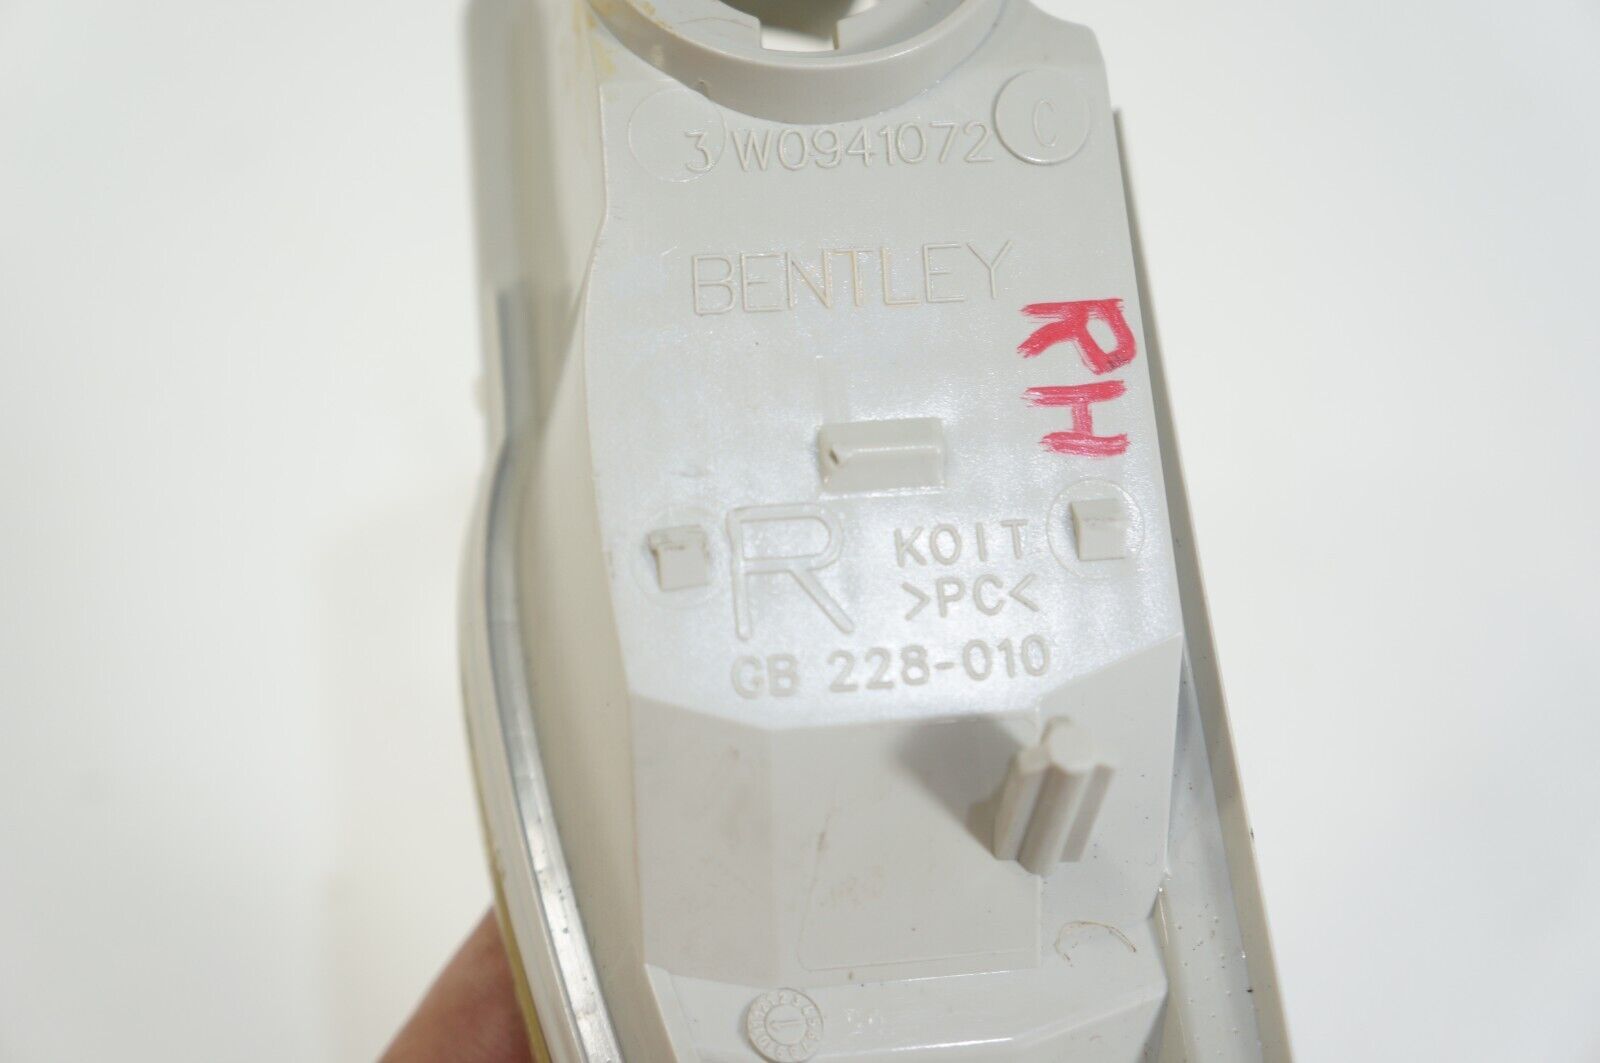 3W0941072 C
BENTLEY
RH
R KOIT
>PC<
GB 228-010